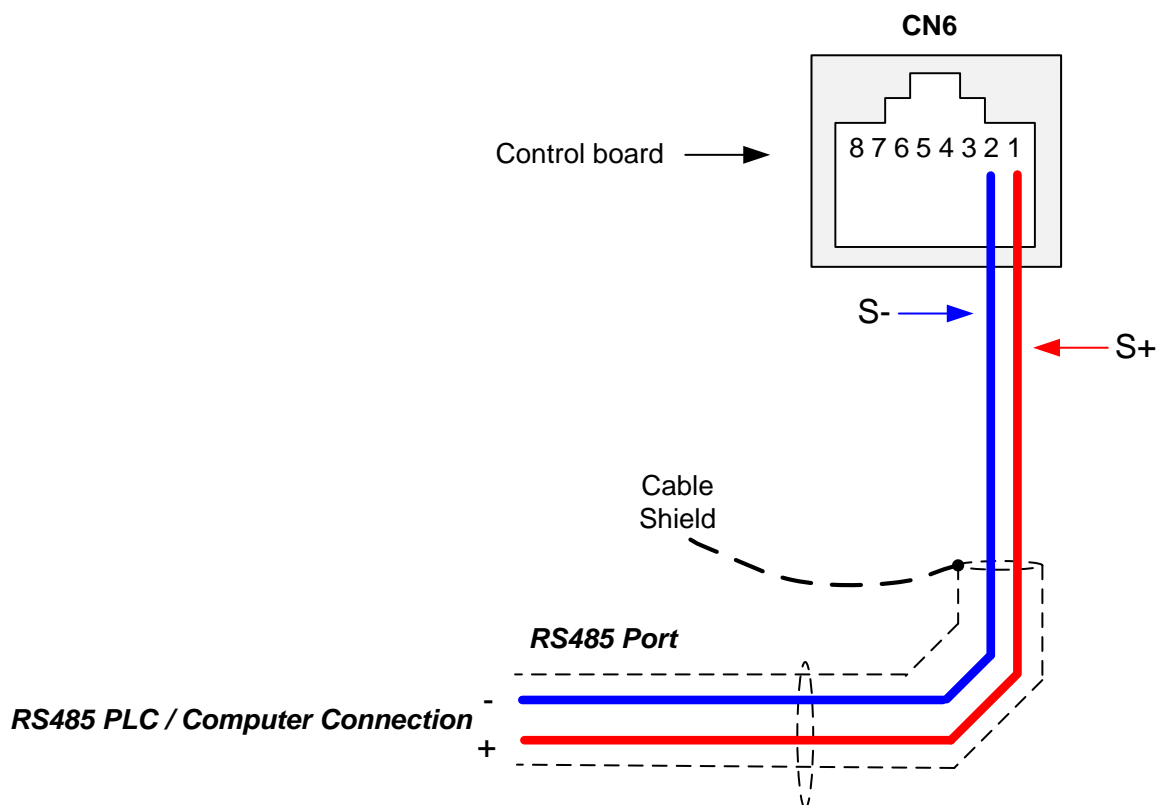 CN6
Control board
8 7 6 5 4 3 2 1
S-
S+
Cable
Shield
RS485 Port
-
RS485 PLC / Computer Connection
+